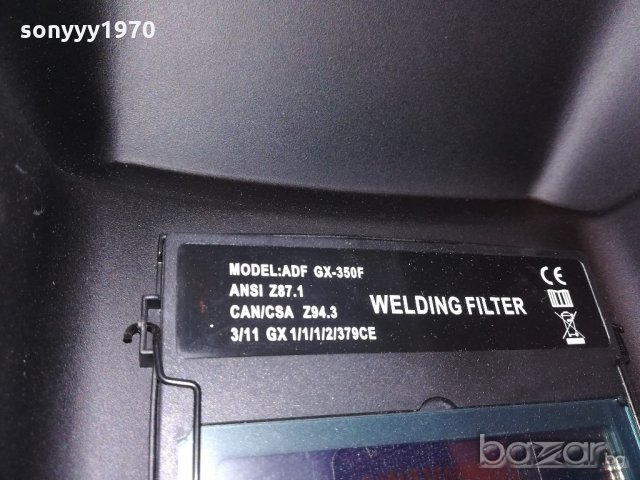 sonyyy1970
MODEL:ADF GX-350F
ANSI Z87.1
CAN/CSA Z94.3
3/11 GX 1/1/1/2/379CE
WELDING FILTER
CE
bazar.bg